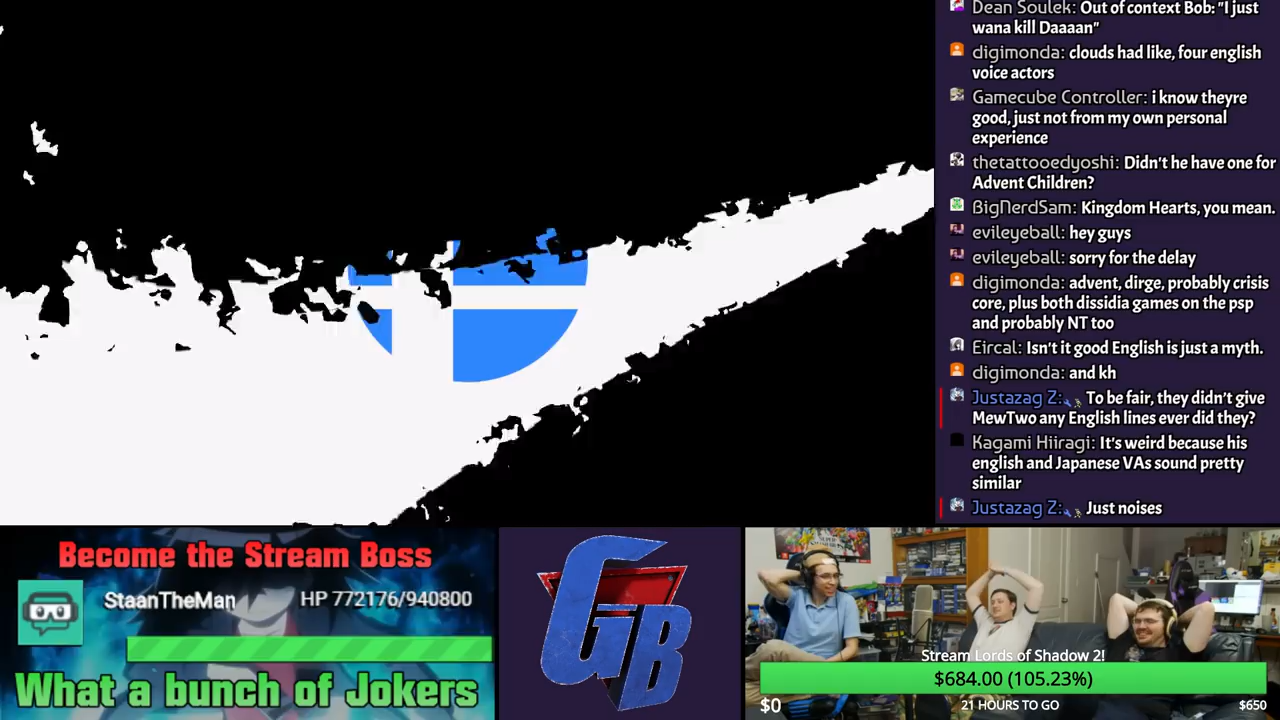 Dean Soulek: Out of context Bob: "I just
wana kill Daaaan"
digimonda: clouds had like, four english
voice actors
Gamecube Controller: i know theyre
good, just not from my own personal
experience
thetattooedyoshi: Didn't he have one for
Advent Children?
BigNerdSam: Kingdom Hearts, you mean.
evileyeball: hey guys
evileyeball: sorry for the delay
digimonda: advent, dirge, probably crisis
core, plus both dissidia games on the psp
and probably NT too
Eircal: Isn't it good English is just a myth.
digimonda: and kh
Justazag Z: To be fair, they didn't give
MewTwo any English lines ever did they?
Kagami Hiiragi: It's weird because his
english and Japanese VAs sound pretty
similar
Justazag Z: Just noises
Become the Stream Boss
StaanTheMan HP 772176/940800
What a bunch of Jokers
GB
Stream Lords of Shadow 2!
$684.00 (105.23%)
$0 21 HOURS TO GO $650